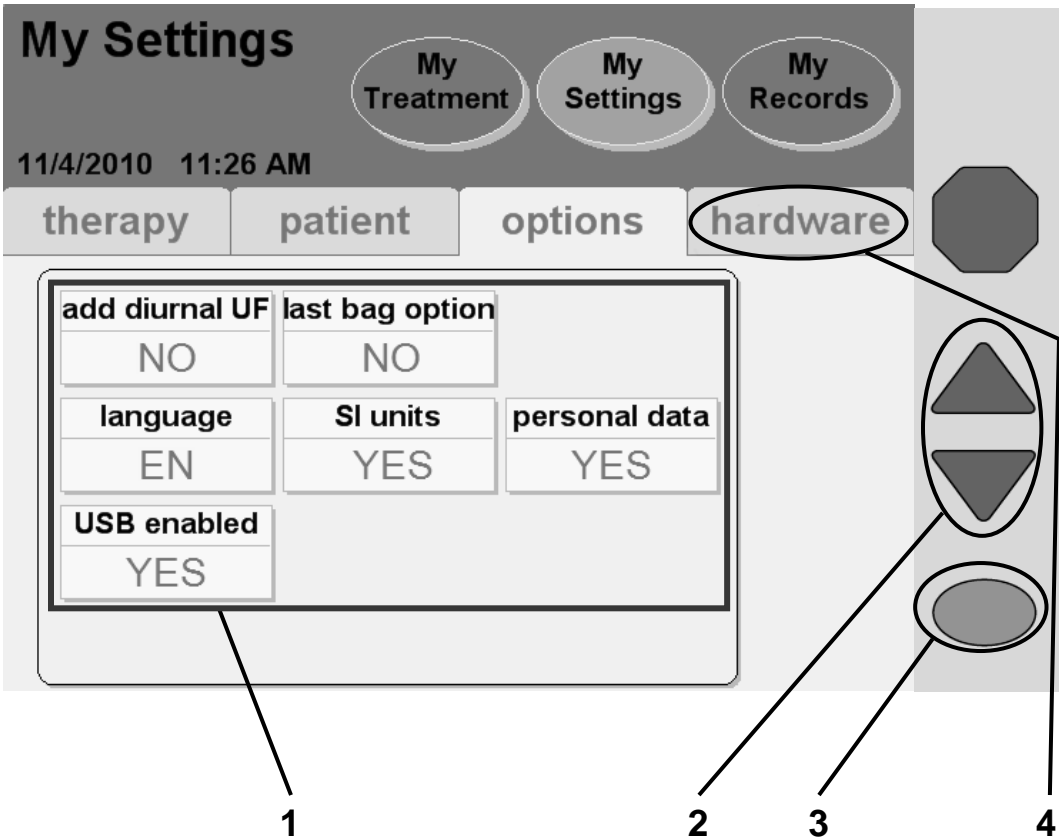 My Settings
My
Treatment
My
Settings
My
Records
11/4/2010 11:26 AM
therapy
patient
options
hardware
add diurnal UF
last bag option
NO
NO
language
SI units
personal data
EN
YES
YES
USB enabled
YES
1
2
3
4